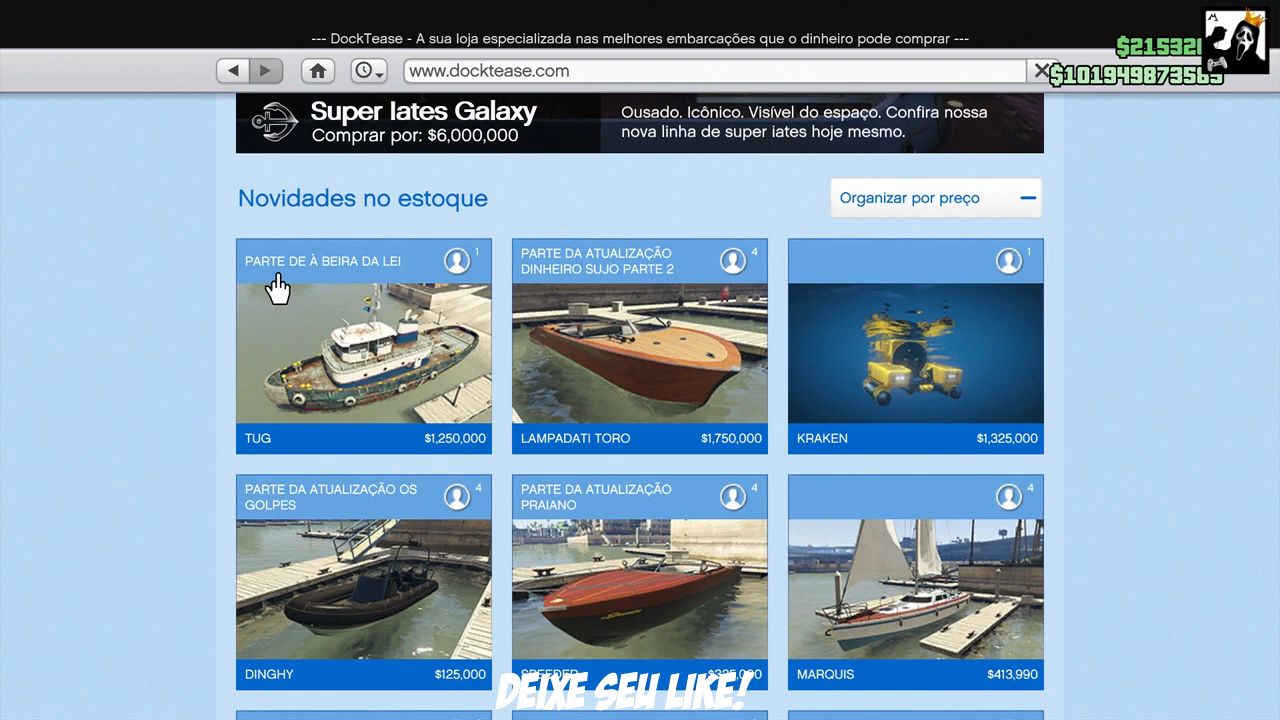 --- DockTease - A sua loja especializada nas melhores embarcações que o dinheiro pode comprar ---
www.docktease.com
Super Iates Galaxy
Comprar por: $6,000,000
Ousado. Icônico. Visível do espaço. Confira nossa
nova linha de super iates hoje mesmo.
Novidades no estoque
Organizar por preço
PARTE DE À BEIRA DA LEI
1
PARTE DA ATUALIZAÇÃO
DINHEIRO SUJO PARTE 2
4
1
TUG
$1,250,000
LAMPADATI TORO
$1,750,000
KRAKEN
$1,325,000
PARTE DA ATUALIZAÇÃO OS
GOLPES
4
PARTE DA ATUALIZAÇÃO
PRAIANO
4
4
DINGHY
$125,000
SPEEDER
$325,000
MARQUIS
$413,990
DEIXE SEU LIKE!